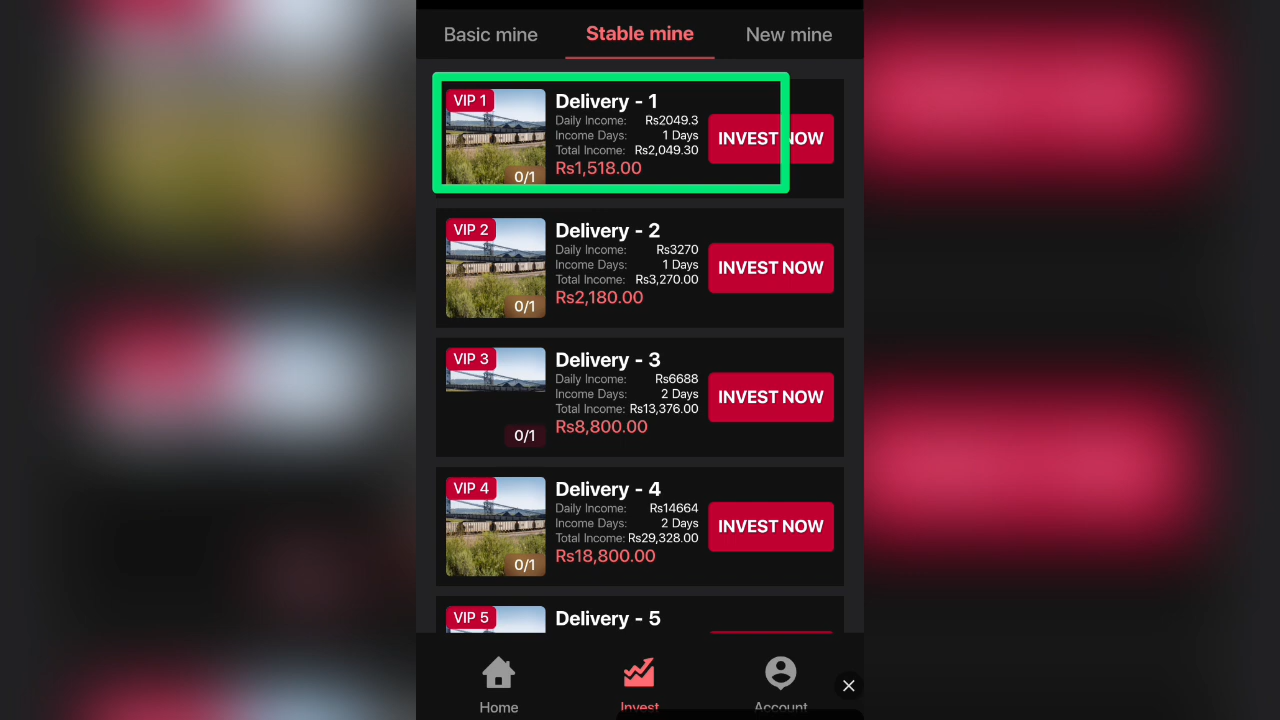 Basic mine
Stable mine
New mine
VIP 1
Delivery - 1
Daily Income: Rs2049.3
Income Days: 1 Days
Total Income: Rs2,049.30
Rs1,518.00
0/1
INVEST NOW
VIP 2
Delivery - 2
Daily Income: Rs3270
Income Days: 1 Days
Total Income: Rs3,270.00
Rs2,180.00
0/1
INVEST NOW
VIP 3
Delivery - 3
Daily Income: Rs6688
Income Days: 2 Days
Total Income: Rs13,376.00
Rs8,800.00
0/1
INVEST NOW
VIP 4
Delivery - 4
Daily Income: Rs14664
Income Days: 2 Days
Total Income: Rs29,328.00
Rs18,800.00
0/1
INVEST NOW
VIP 5
Delivery - 5
Home
Invest
Account